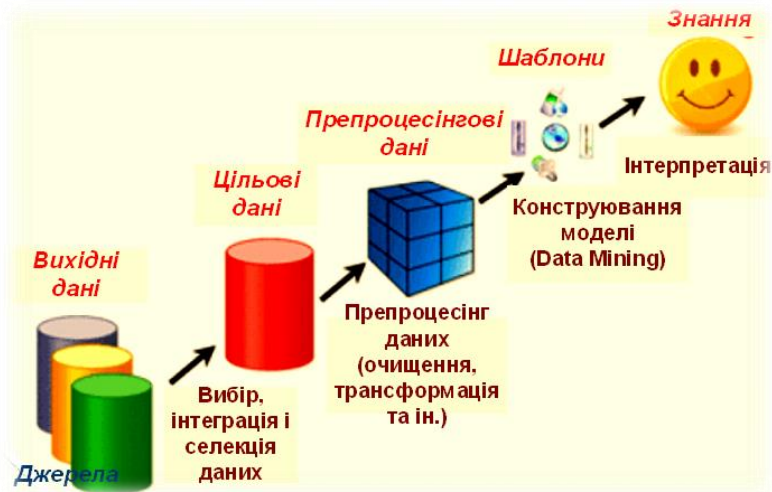 Знання
Шаблони
Препроцесінгові
дані
Інтерпретація
Цільові
дані
Конструювання
моделі
(Data Mining)
Вихідні
дані
Препроцесінг
даних
(очищення,
трансформація
та ін.)
Вибір,
інтеграція і
селекція
даних
Джерела